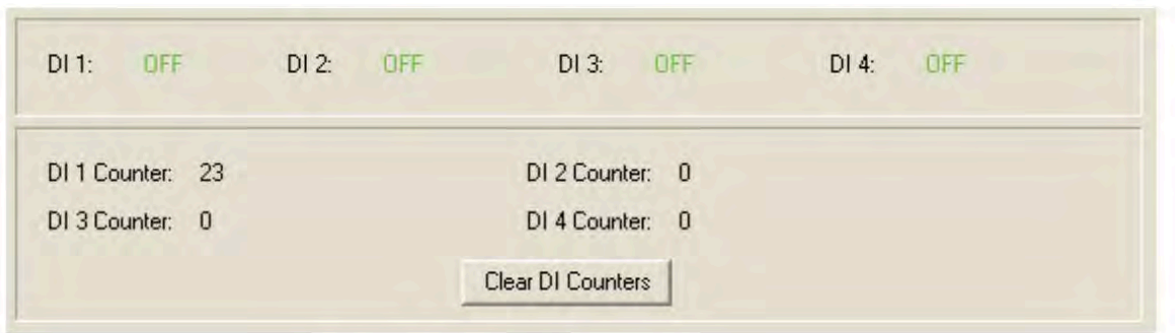 DI 1: OFF DI 2: OFF DI 3: OFF DI 4: OFF
DI 1 Counter: 23 DI 2 Counter: 0
DI 3 Counter: 0 DI 4 Counter: 0
Clear DI Counters